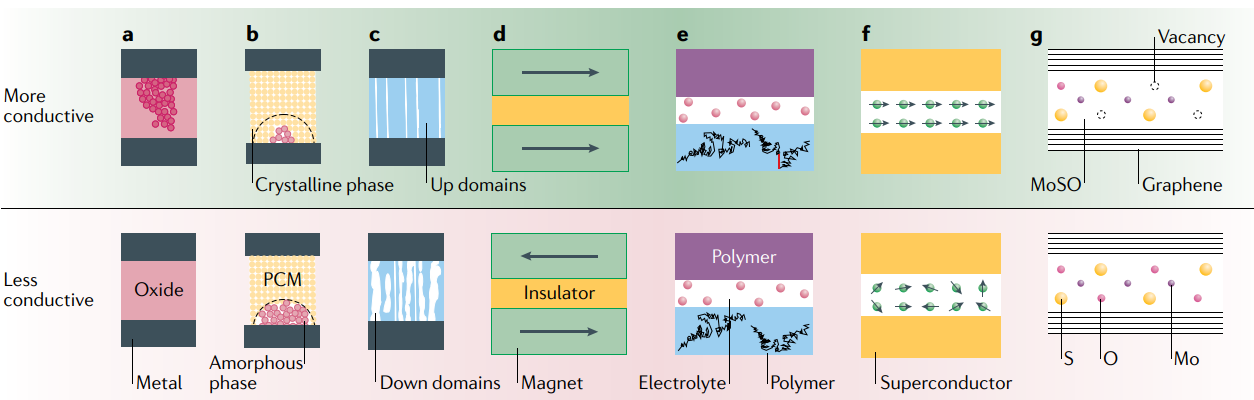 a
b
c
d
e
f
g
Vacancy
More
conductive
Crystalline phase
Up domains
MoSO
Graphene
Less
conductive
Oxide
PCM
Insulator
Polymer
Metal
Amorphous
phase
Down domains
Magnet
Electrolyte
Polymer
Superconductor
S
O
Mo